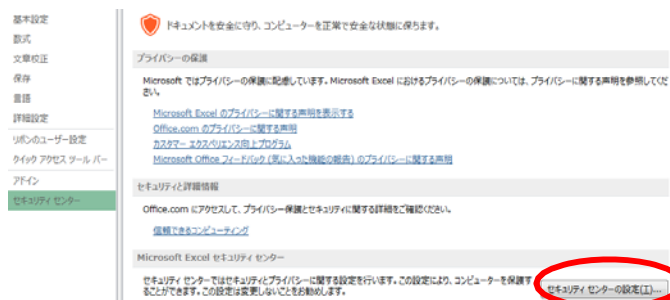 基本設定
数式
文章校正
保存
言語
詳細設定
リボンのユーザー設定
クイック アクセス ツール バー
アドイン
セキュリティ センター
ドキュメントを安全に守り、コンピューターを正常で安全な状態に保ちます。
プライバシーの保護
Microsoft ではプライバシーの保護に配慮しています。Microsoft Excel におけるプライバシーの保護については、プライバシーに関する声明を参照してくだ
さい。
Microsoft Excel のプライバシーに関する声明を表示する
Office.com のプライバシーに関する声明
カスタマー エクスペリエンス向上プログラム
Microsoft Office フィードバック (気に入った機能の報告) のプライバシーに関する声明
セキュリティと詳細情報
Office.com にアクセスして、プライバシー保護とセキュリティに関する詳細をご確認ください。
信頼できるコンピューティング
Microsoft Excel セキュリティ センター
セキュリティ センターではセキュリティとプライバシーに関する設定を行います。この設定により、コンピューターを保護す
ることができます。この設定は変更しないことをお勧めします。
セキュリティ センターの設定(T)...